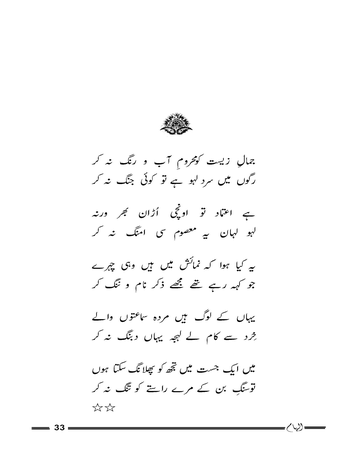 جمالِ زیست کو محرومِ آب و رنگ نہ کر
رگوں میں سرد لہو ہے تو کوئی جنگ نہ کر
ہے اعتماد تو اونچی اُڑان بھر ورنہ
لہو لہان یہ معصوم سی امنگ نہ کر
یہ کیا ہوا کہ نمائش میں ہیں وہی چہرے
جو کہہ رہے تھے مجھے ذکرِ نام و ننگ نہ کر
یہاں کے لوگ ہیں مردہ سماعتوں والے
خِرَد سے کام لے لہجہ یہاں دبنگ نہ کر
میں ایک جست میں تجھ کو پھلانگ سکتا ہوں
تو سنگ بن کے مرے راستے کو تنگ نہ کر
☆☆
33